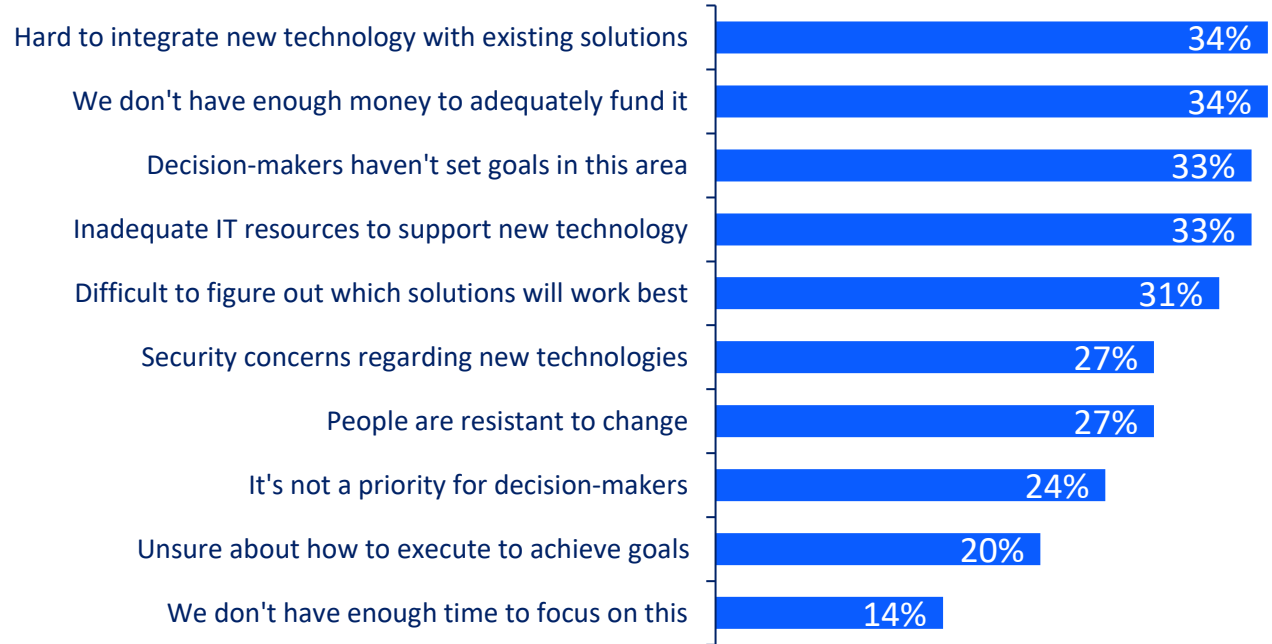 Hard to integrate new technology with existing solutions 34%
We don't have enough money to adequately fund it 34%
Decision-makers haven't set goals in this area 33%
Inadequate IT resources to support new technology 33%
Difficult to figure out which solutions will work best 31%
Security concerns regarding new technologies 27%
People are resistant to change 27%
It's not a priority for decision-makers 24%
Unsure about how to execute to achieve goals 20%
We don't have enough time to focus on this 14%